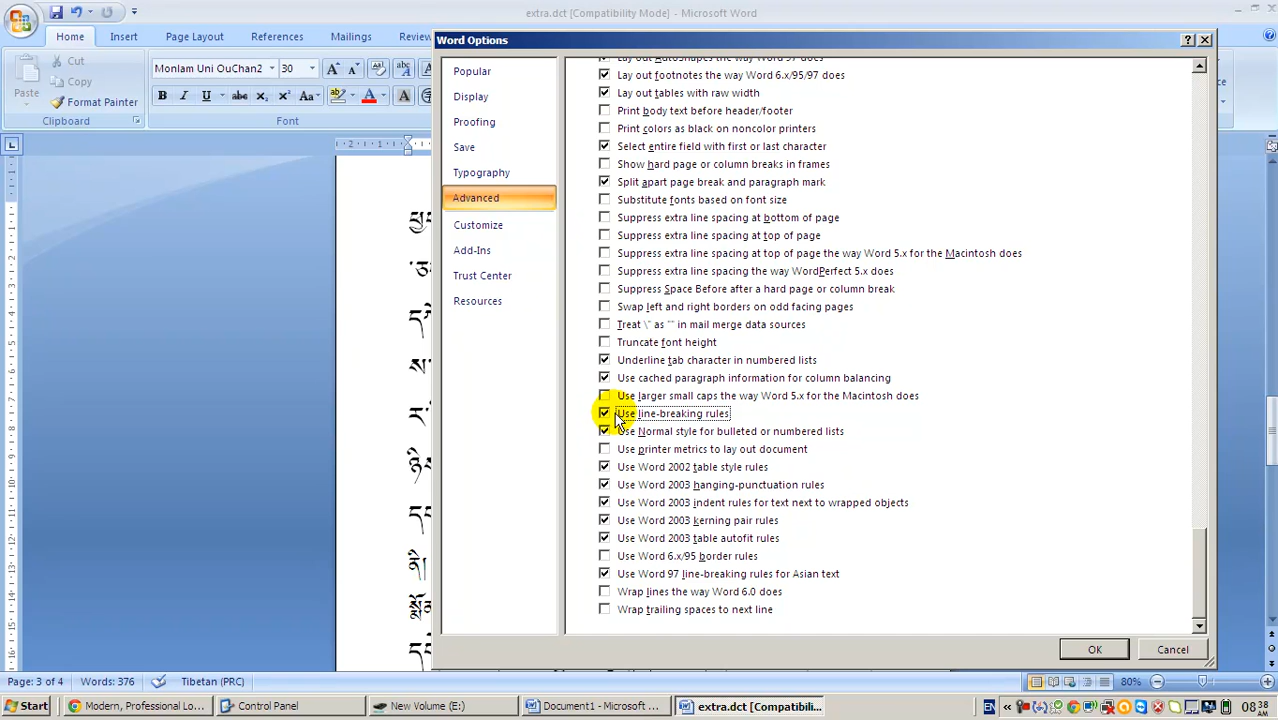 extra.dct [Compatibility Mode] - Microsoft Word
Home
Insert
Page Layout
References
Mailings
Cut
Copy
Format Painter
Paste
Clipboard
Monlam Uni OuChan2
30
Font
Word Options
Popular
Display
Proofing
Save
Typography
Advanced
Customize
Add-Ins
Trust Center
Resources
Lay out AutoShapes the way Word 97 does
Lay out footnotes the way Word 6.x/95/97 does
Lay out tables with raw width
Print body text before header/footer
Print colors as black on noncolor printers
Select entire field with first or last character
Show hard page or column breaks in frames
Split apart page break and paragraph mark
Substitute fonts based on font size
Suppress extra line spacing at bottom of page
Suppress extra line spacing at top of page
Suppress extra line spacing at top of page the way Word 5.x for the Macintosh does
Suppress extra line spacing the way WordPerfect 5.x does
Suppress Space Before after a hard page or column break
Swap left and right borders on odd facing pages
Treat \" as "" in mail merge data sources
Truncate font height
Underline tab character in numbered lists
Use cached paragraph information for column balancing
Use larger small caps the way Word 5.x for the Macintosh does
Use line-breaking rules
Use Normal style for bulleted or numbered lists
Use printer metrics to lay out document
Use Word 2002 table style rules
Use Word 2003 hanging-punctuation rules
Use Word 2003 indent rules for text next to wrapped objects
Use Word 2003 kerning pair rules
Use Word 2003 table autofit rules
Use Word 6.x/95 border rules
Use Word 97 line-breaking rules for Asian text
Wrap lines the way Word 6.0 does
Wrap trailing spaces to next line
OK
Cancel
Page: 3 of 4
Words: 376
Tibetan (PRC)
80%
Start
Modern, Professional Lo...
Control Panel
New Volume (E:)
Document1 - Microsoft ...
extra.dct [Compatibili...
EN
08:38